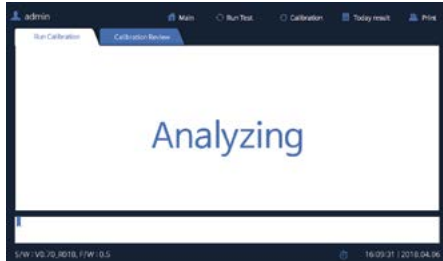 admin Main Run Test Calibration Today result Print
Run Calibration Calibration Review
Analyzing
S/W : V0.70_R01B, F/W : 0.5 16:09:31 | 2018.04.06